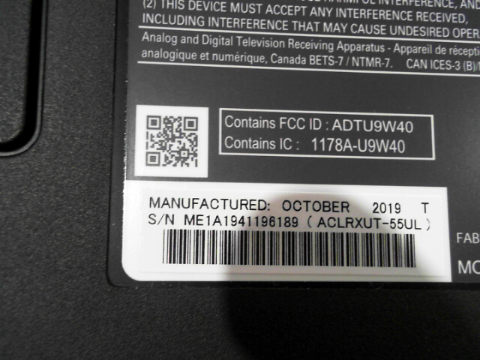 (2) THIS DEVICE MUST ACCEPT ANY INTERFERENCE RECEIVED,
INCLUDING INTERFERENCE THAT MAY CAUSE UNDESIRED OPER
Analog and Digital Television Receiving Apparatus - Appareil de récepti
analogique et numérique, Canada BETS-7 / NTMR-7. CAN ICES-3 (B)/
Contains FCC ID : ADTU9W40
Contains IC : 1178A-U9W40
MANUFACTURED: OCTOBER 2019 T
S/N ME1A1941196189 ( ACLRXUT-55UL )
FAB
MO